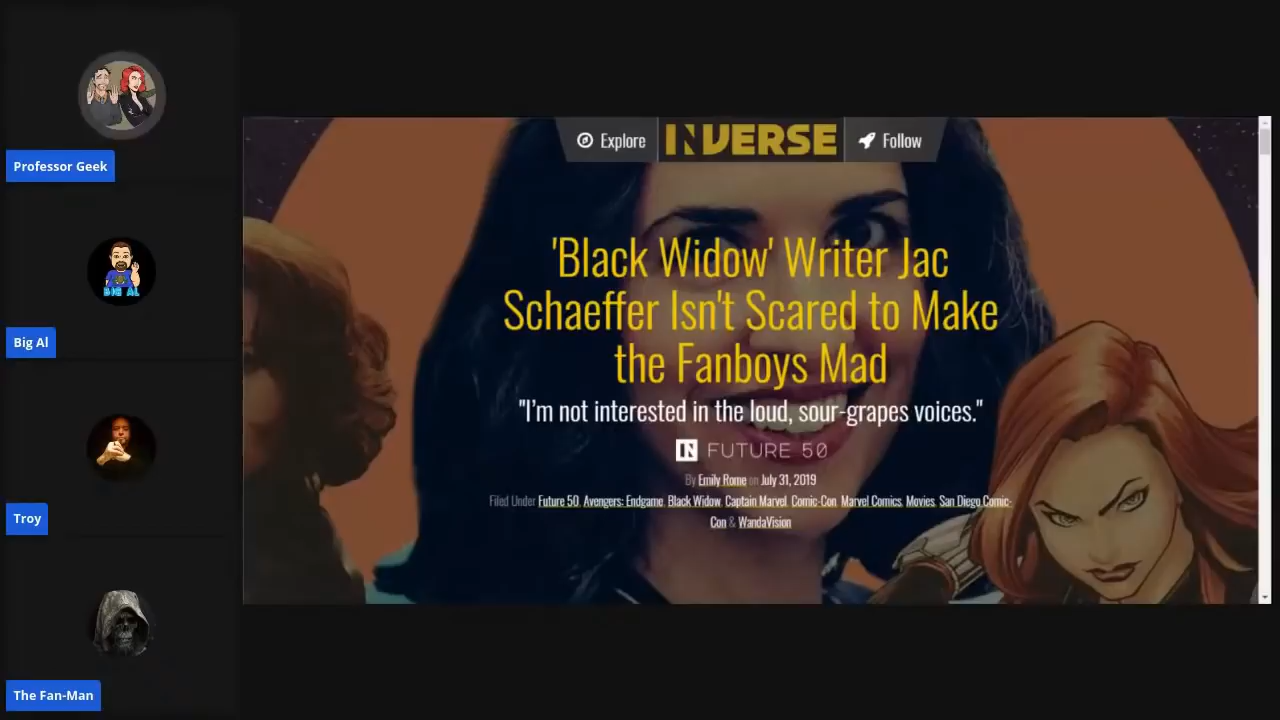 Professor Geek
Big Al
BIG AL
Troy
The Fan-Man
Explore
INVERSE
Follow
'Black Widow' Writer Jac
Schaeffer Isn't Scared to Make
the Fanboys Mad
"I'm not interested in the loud, sour-grapes voices."
IN FUTURE 50
By Emily Rome on July 31, 2019
Filed Under Future 50, Avengers: Endgame, Black Widow, Captain Marvel, Comic-Con, Marvel Comics, Movies, San Diego Comic-
Con & WandaVision